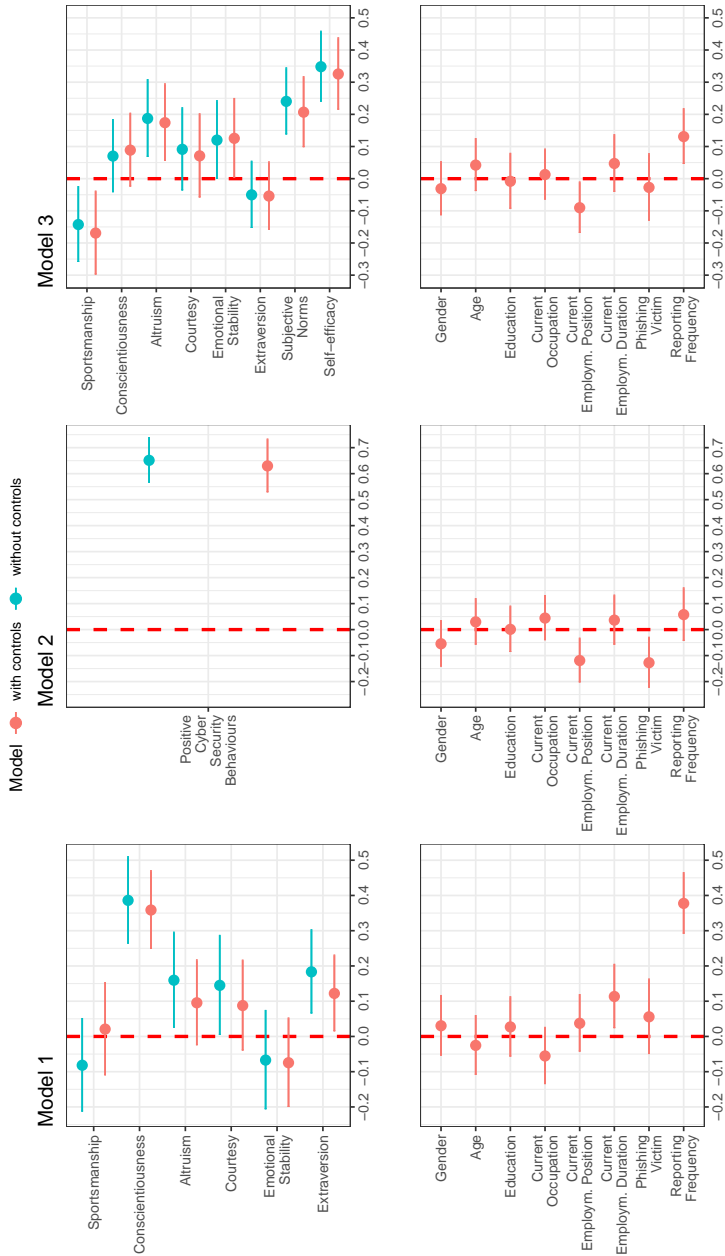 Model with controls without controls
Model 1
Sportsmanship
Conscientiousness
Altruism
Courtesy
Emotional
Stability
Extraversion
−0.2 −0.1 0.0 0.1 0.2 0.3 0.4 0.5
Gender
Age
Education
Current
Occupation
Current
Employm. Position
Current
Employm. Duration
Phishing
Victim
Reporting
Frequency
−0.2 −0.1 0.0 0.1 0.2 0.3 0.4 0.5
Model 2
Positive
Cyber
Security
Behaviours
−0.2 −0.1 0.0 0.1 0.2 0.3 0.4 0.5 0.6 0.7
Gender
Age
Education
Current
Occupation
Current
Employm. Position
Current
Employm. Duration
Phishing
Victim
Reporting
Frequency
−0.2 −0.1 0.0 0.1 0.2 0.3 0.4 0.5 0.6 0.7
Model 3
Sportsmanship
Conscientiousness
Altruism
Courtesy
Emotional
Stability
Extraversion
Subjective
Norms
Self−efficacy
−0.3 −0.2 −0.1 0.0 0.1 0.2 0.3 0.4 0.5
Gender
Age
Education
Current
Occupation
Current
Employm. Position
Current
Employm. Duration
Phishing
Victim
Reporting
Frequency
−0.3 −0.2 −0.1 0.0 0.1 0.2 0.3 0.4 0.5